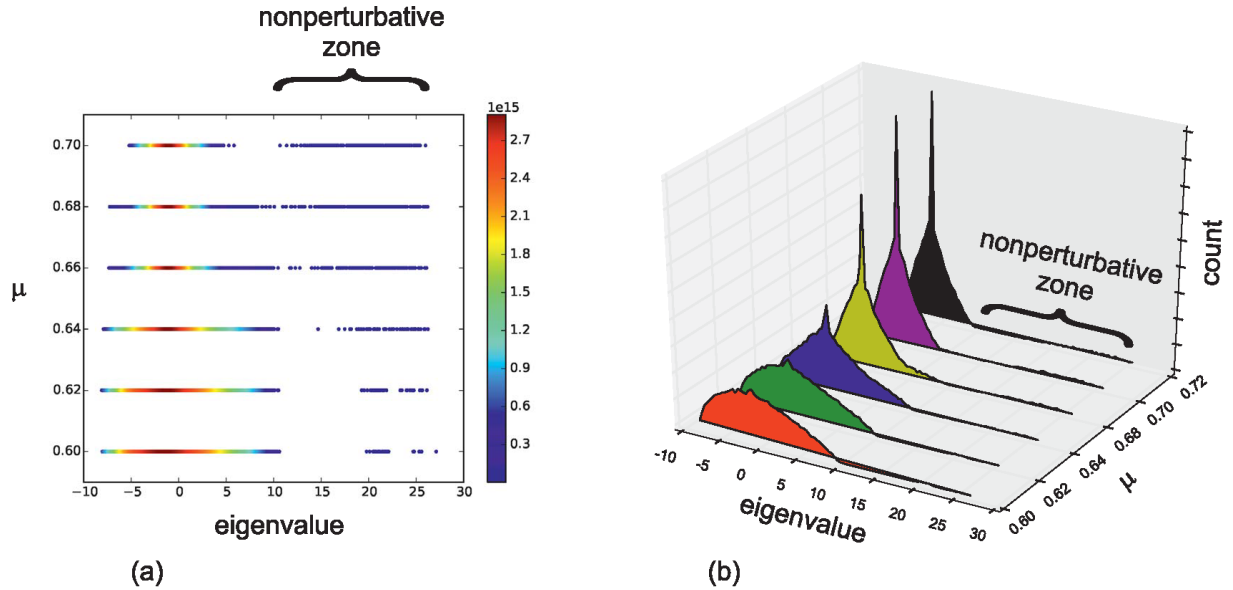 nonperturbative
zone
1e15
0.70
0.68
0.66
0.64
0.62
0.60
μ
2.7
2.4
2.1
1.8
1.5
1.2
0.9
0.6
0.3
−10 −5 0 5 10 15 20 25 30
eigenvalue
(a)
nonperturbative
zone
count
-10 -5 0 5 10 15 20 25 30
eigenvalue
0.60 0.62 0.64 0.66 0.68 0.70 0.72
μ
(b)